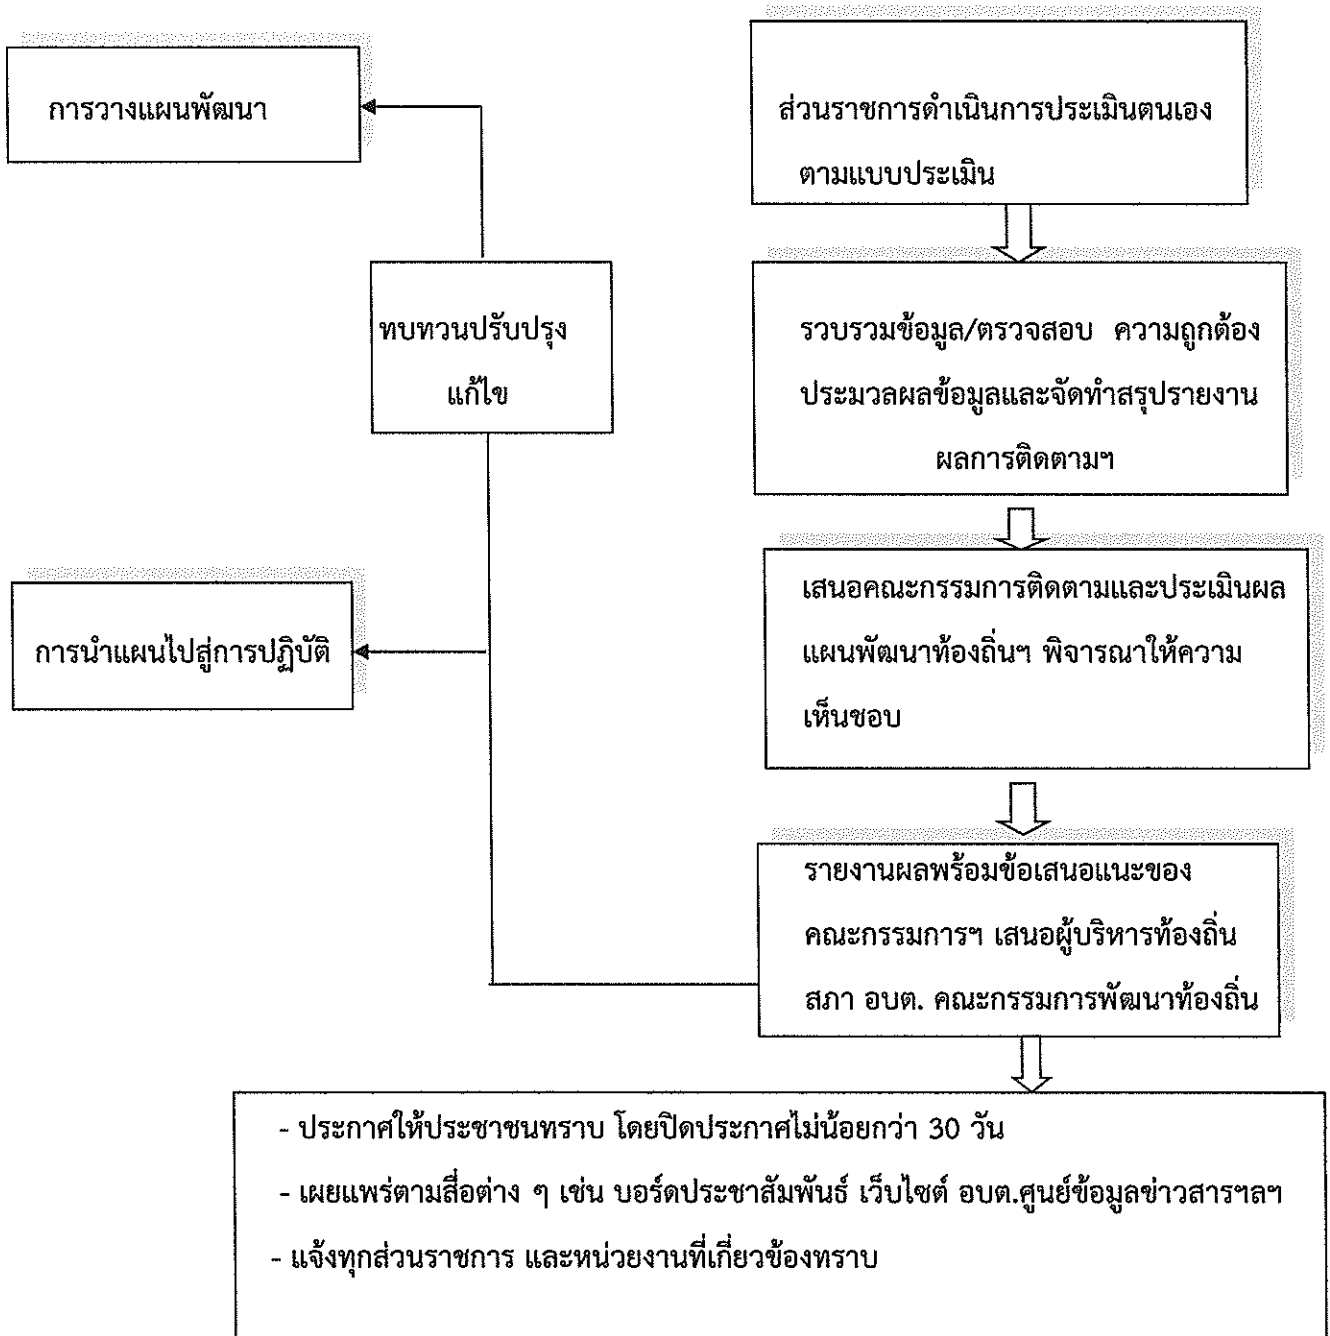 การวางแผนพัฒนา
ส่วนราชการดำเนินการประเมินตนเอง
ตามแบบประเมิน
ทบทวนปรับปรุง
แก้ไข
รวบรวมข้อมูล/ตรวจสอบ ความถูกต้อง
ประมวลผลข้อมูลและจัดทำสรุปรายงาน
ผลการติดตามฯ
การนำแผนไปสู่การปฏิบัติ
เสนอคณะกรรมการติดตามและประเมินผล
แผนพัฒนาท้องถิ่นฯ พิจารณาให้ความ
เห็นชอบ
รายงานผลพร้อมข้อเสนอแนะของ
คณะกรรมการฯ เสนอผู้บริหารท้องถิ่น
สภา อบต. คณะกรรมการพัฒนาท้องถิ่น
- ประกาศให้ประชาชนทราบ โดยปิดประกาศไม่น้อยกว่า 30 วัน
- เผยแพร่ตามสื่อต่าง ๆ เช่น บอร์ดประชาสัมพันธ์ เว็บไซต์ อบต.ศูนย์ข้อมูลข่าวสารฯลฯ
- แจ้งทุกส่วนราชการ และหน่วยงานที่เกี่ยวข้องทราบ